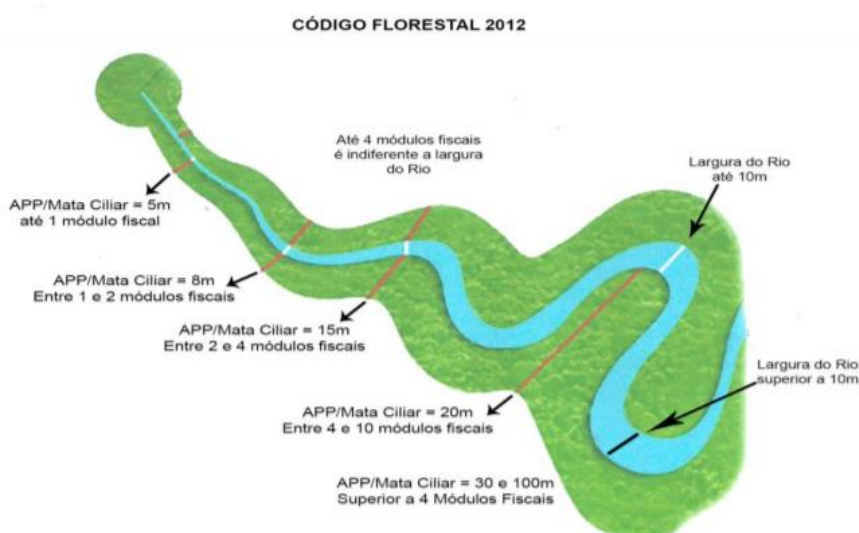 CÓDIGO FLORESTAL 2012
Até 4 módulos fiscais
é indiferente a largura
do Rio
Largura do Rio
até 10m
APP/Mata Ciliar = 5m
até 1 módulo fiscal
APP/Mata Ciliar = 8m
Entre 1 e 2 módulos fiscais
APP/Mata Ciliar = 15m
Entre 2 e 4 módulos fiscais
Largura do Rio
superior a 10m
APP/Mata Ciliar = 20m
Entre 4 e 10 módulos fiscais
APP/Mata Ciliar = 30 e 100m
Superior a 4 Módulos Fiscais